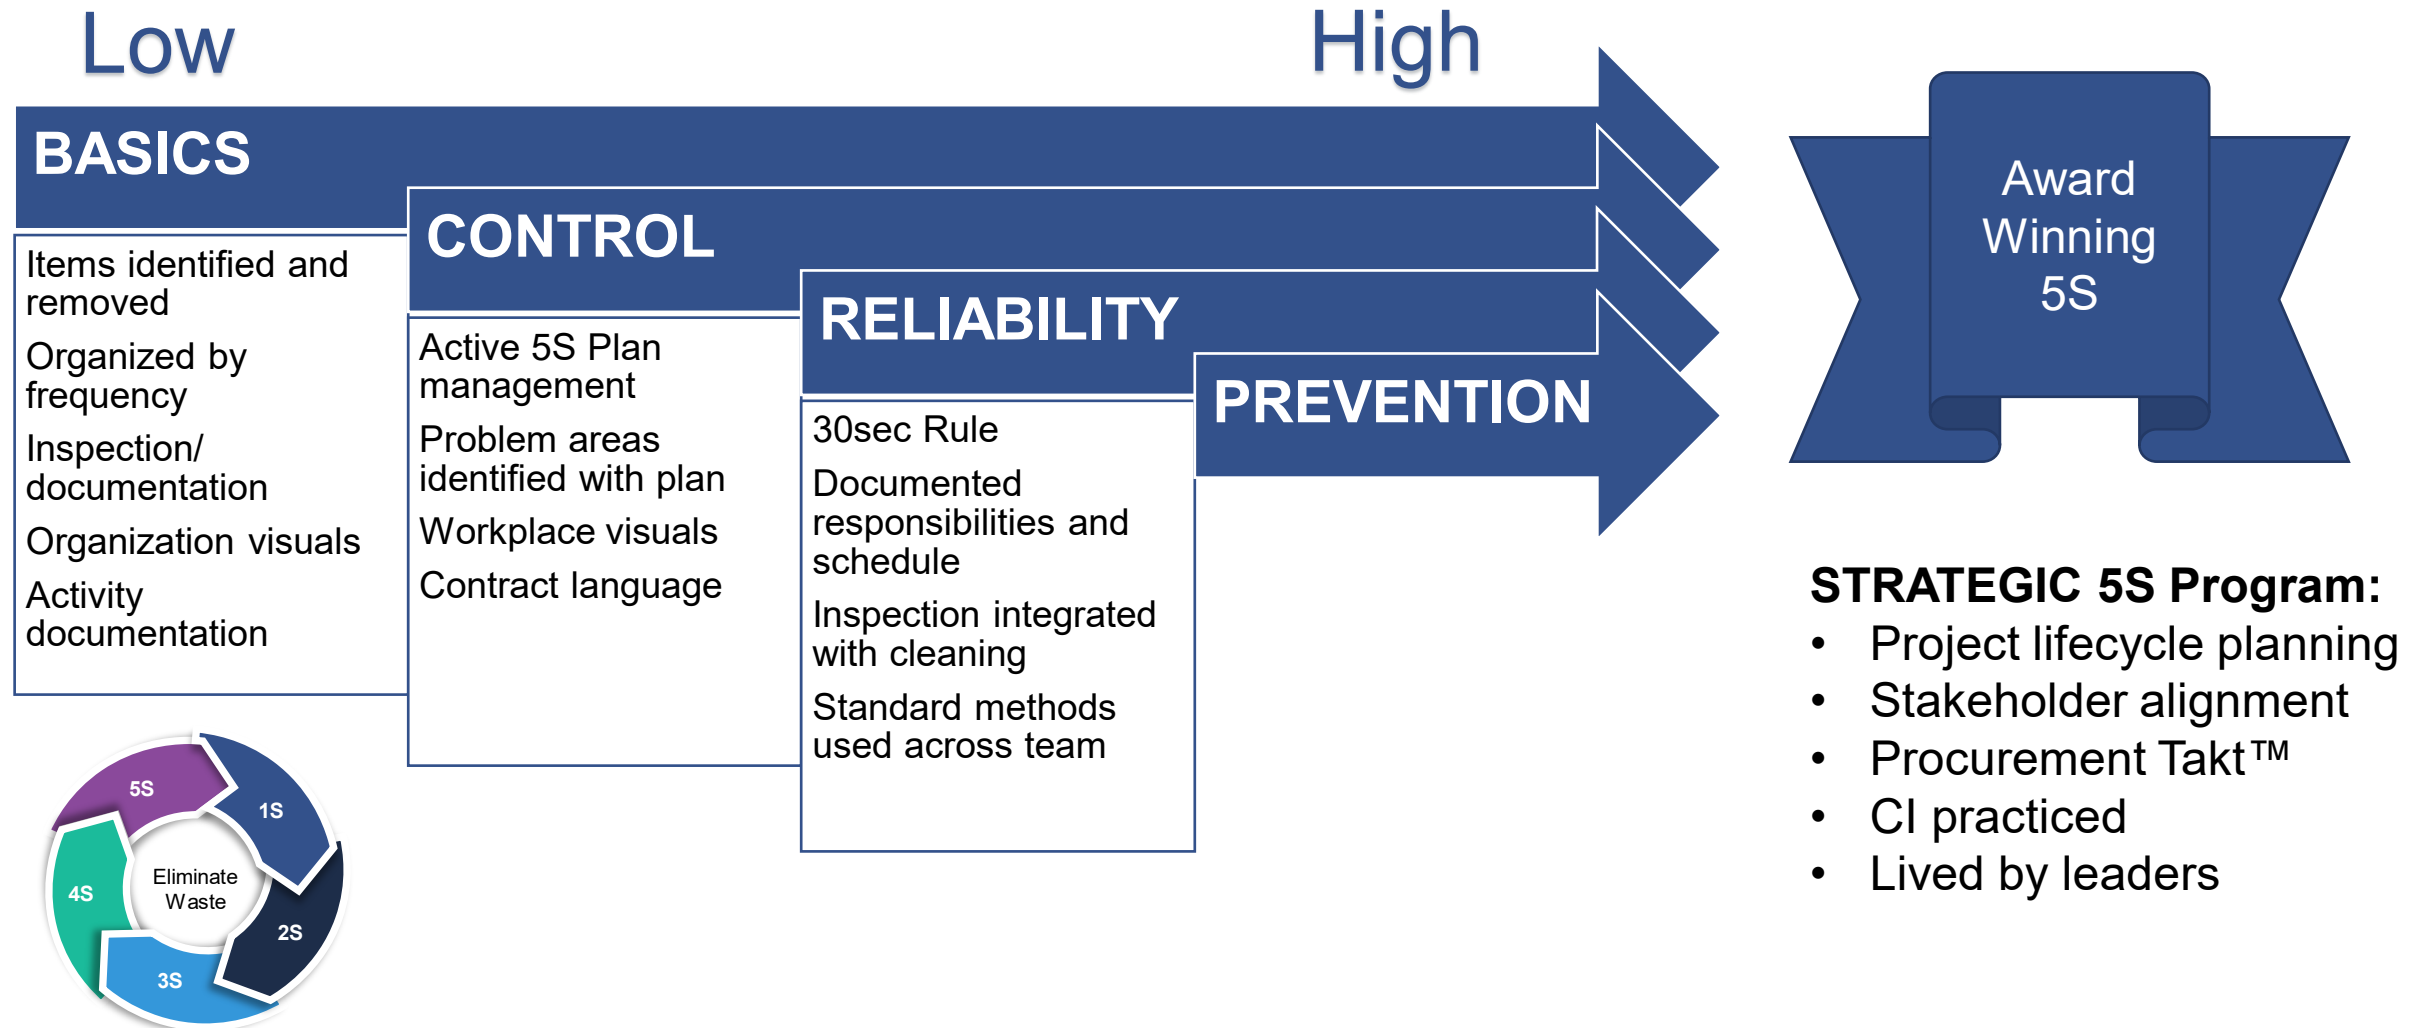 Low
High
BASICS
Items identified and
removed
Organized by
frequency
Inspection/
documentation
Organization visuals
Activity
documentation
CONTROL
Active 5S Plan
management
Problem areas
identified with plan
Workplace visuals
Contract language
RELIABILITY
30sec Rule
Documented
responsibilities and
schedule
Inspection integrated
with cleaning
Standard methods
used across team
PREVENTION
Award
Winning
5S
STRATEGIC 5S Program:
• Project lifecycle planning
• Stakeholder alignment
• Procurement Takt™
• CI practiced
• Lived by leaders
5S
1S
4S
Eliminate
Waste
2S
3S